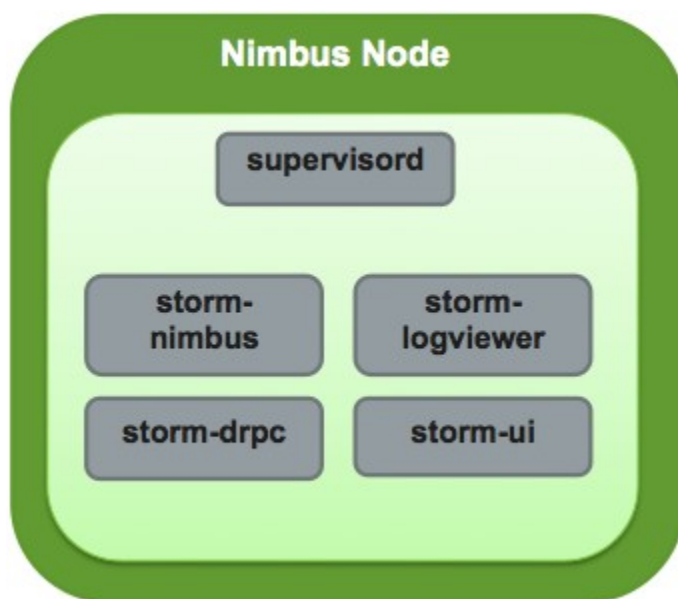 Nimbus Node
supervisord
storm-
nimbus
storm-
logviewer
storm-drpc
storm-ui